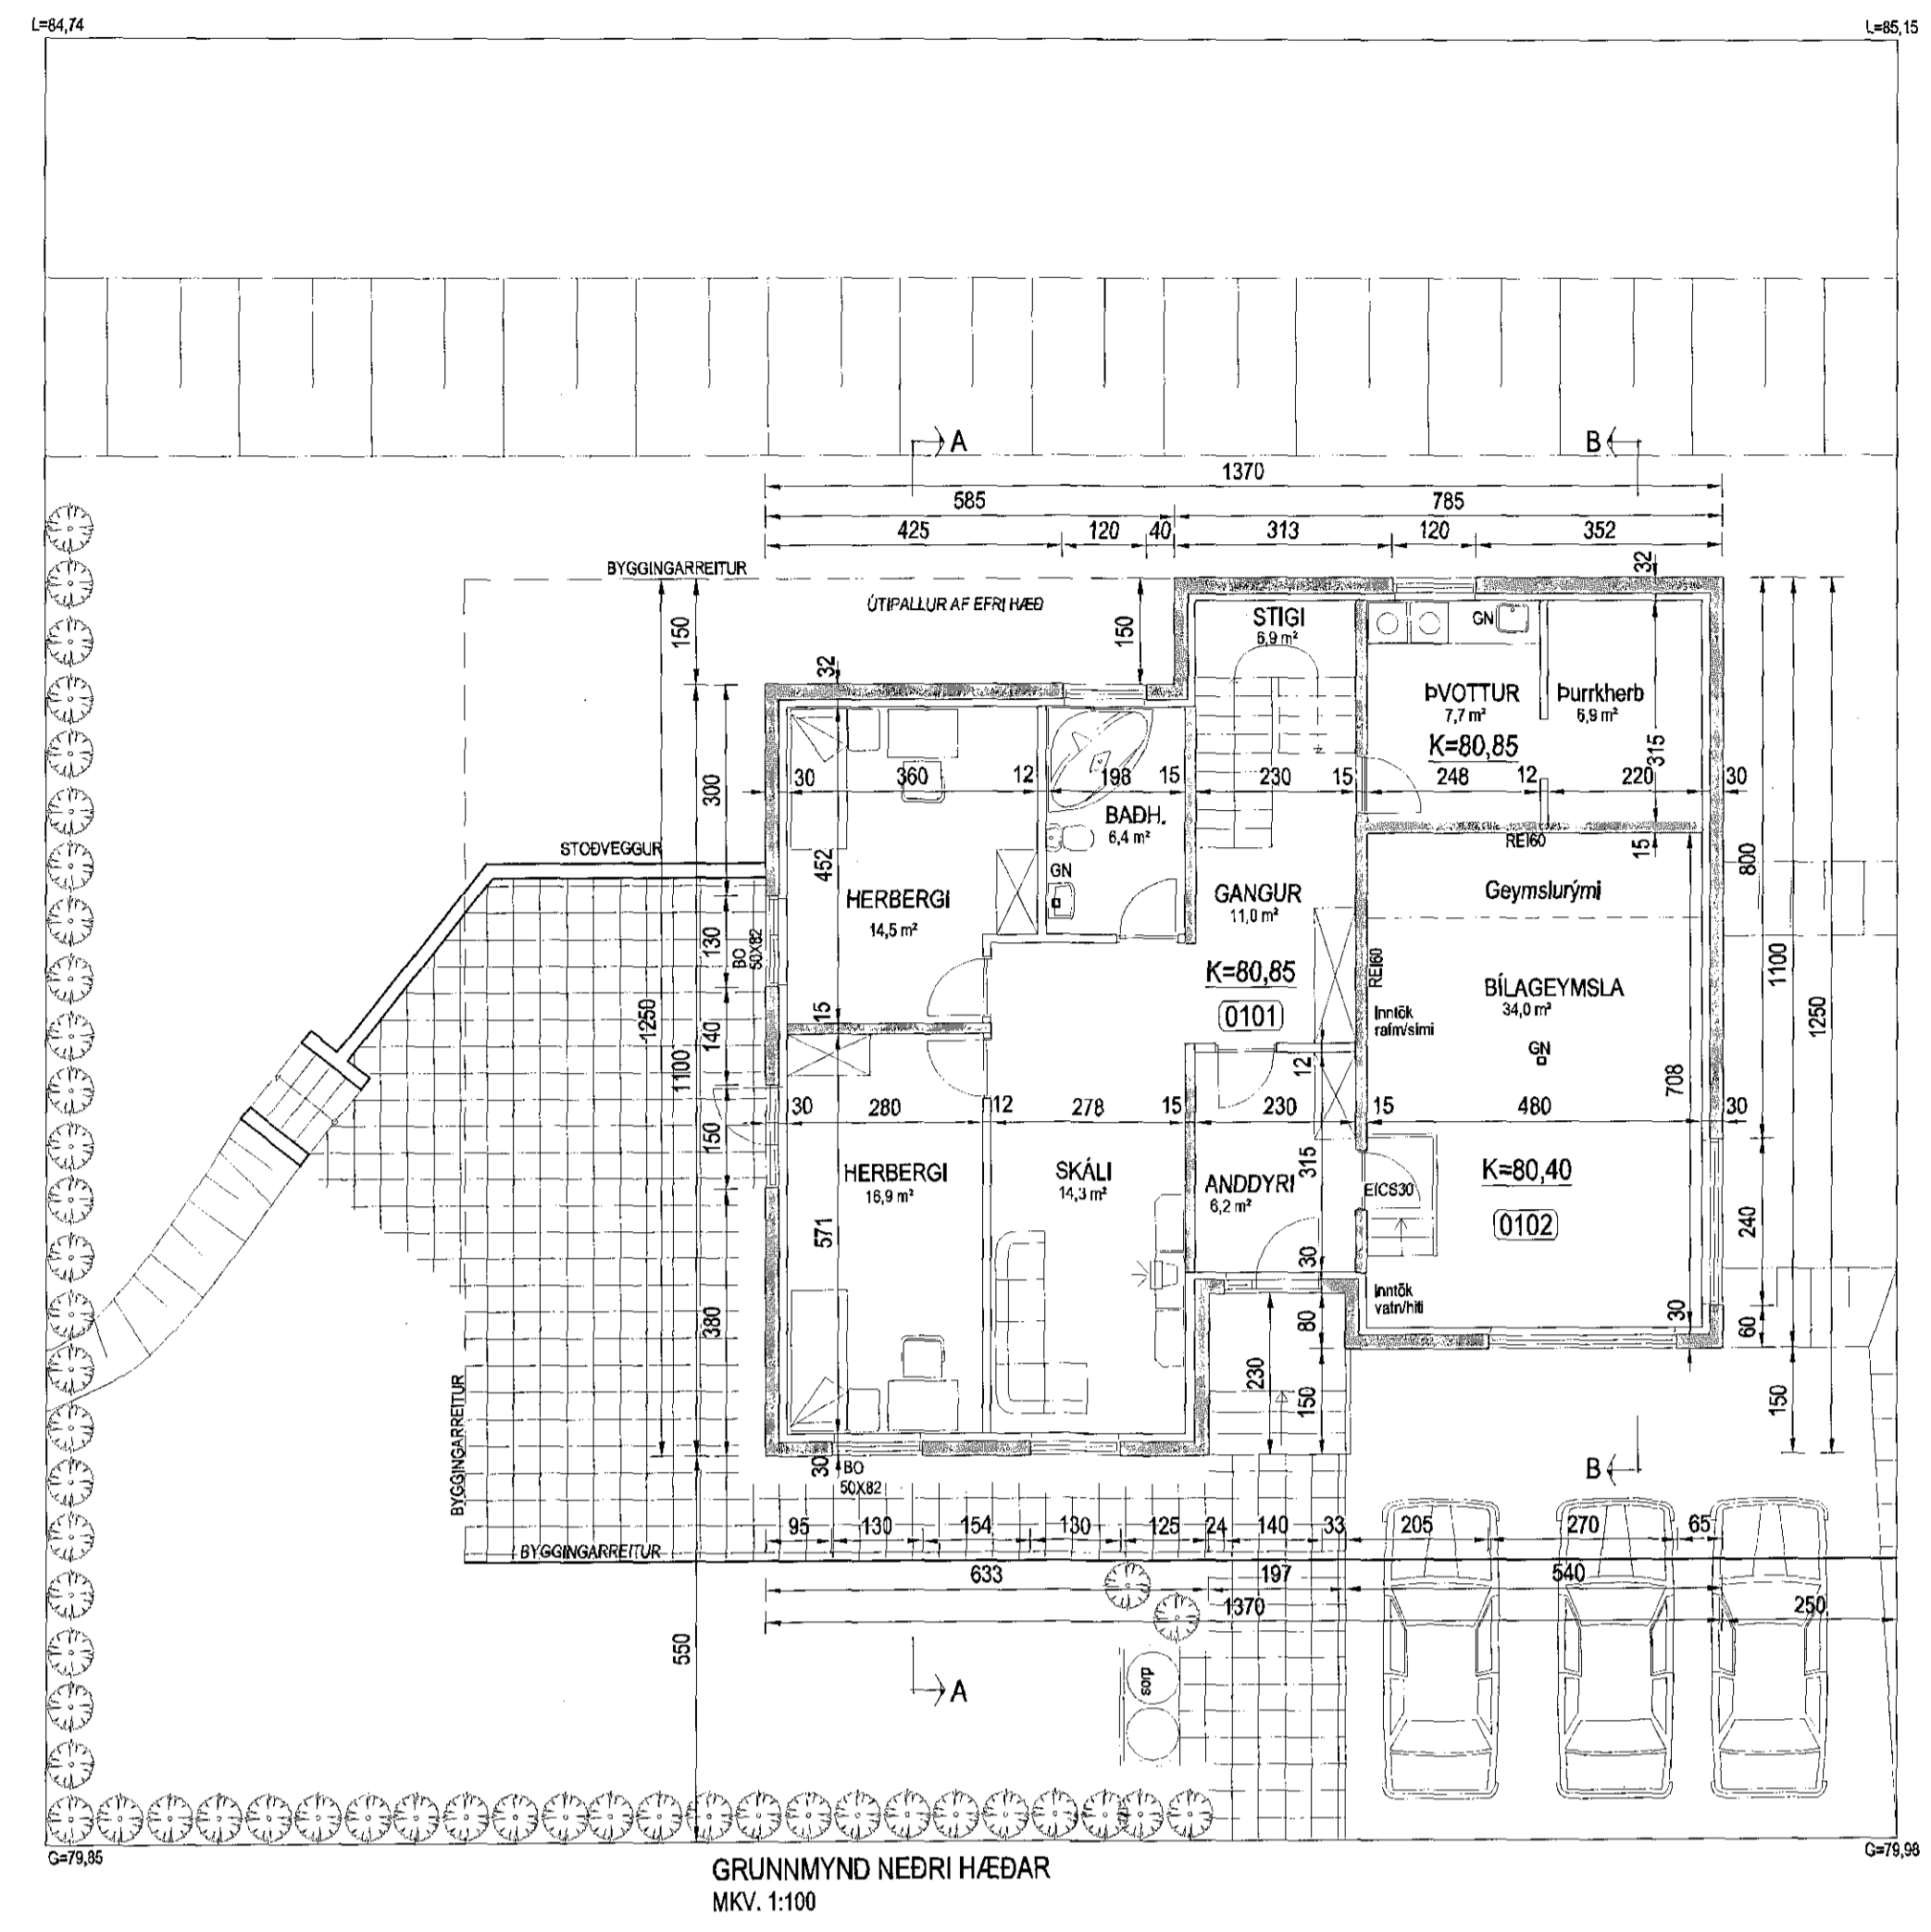 L=84,74
L=85,15
A
B
1370
585
785
425
120
40
313
120
352
BYGGINGARREITUR
ÚTIPALLUR AF EFRI HÆÐ
32
150
150
32
STIGI
6,9 m²
GN
ÞVOTTUR
7,7 m²
Þurrkherb
6,9 m²
K=80,85
315
30
360
12
198
15
230
15
248
12
220
30
300
BAÐH.
6,4 m²
REI60
15
STOÐVEGGUR
452
GN
HERBERGI
14,5 m²
GANGUR
11,0 m²
Geymslurými
800
130
BO
50X82
K=80,85
0101
REI60
BÍLAGEYMSLA
34,0 m²
Inntök
rafm/sími
GN
1100
1250
1250
1100
140
15
12
708
30
280
12
278
15
230
15
480
30
150
HERBERGI
16,9 m²
SKÁLI
14,3 m²
ANDDYRI
6,2 m²
315
EICS30
K=80,40
0102
240
571
30
Inntök
vatn/hiti
30
60
380
80
230
150
150
BYGGINGARREITUR
30
BO
50X82
B
95
130
154
130
125
24
140
33
205
270
65
BYGGINGARREITUR
633
197
540
1370
250
550
A
sorp
G=79,85
G=79,98
GRUNNMYND NEÐRI HÆÐAR
MKV. 1:100